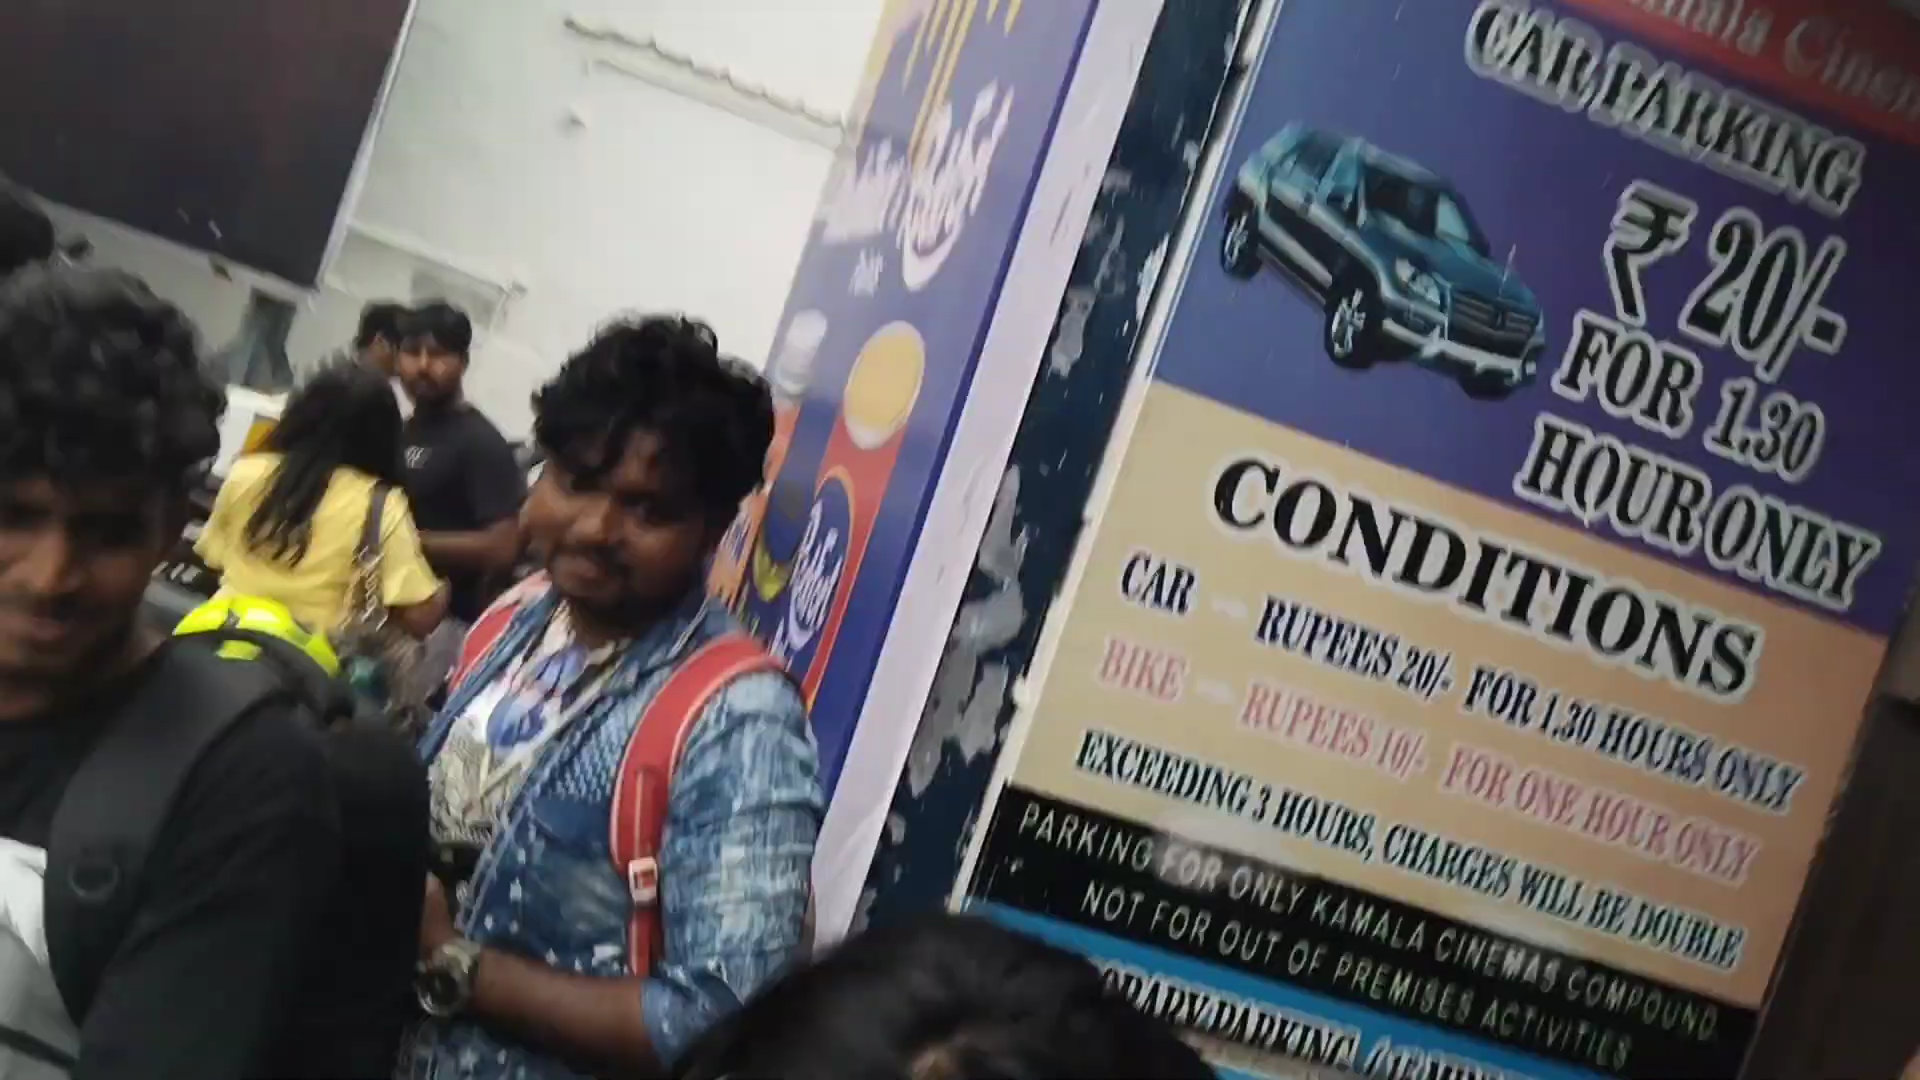 Kamala Cinem
CAR PARKING
₹ 20/-
FOR 1.30
HOUR ONLY
CONDITIONS
CAR — RUPEES 20/- FOR 1.30 HOURS ONLY
BIKE — RUPEES 10/- FOR ONE HOUR ONLY
EXCEEDING 3 HOURS, CHARGES WILL BE DOUBLE
PARKING FOR ONLY KAMALA CINEMAS COMPOUND
NOT FOR OUT OF PREMISES ACTIVITIES